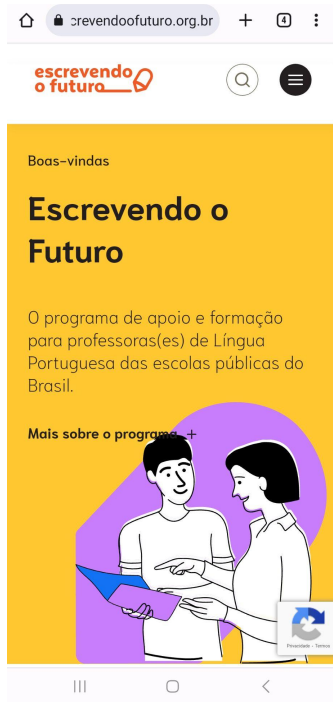 crevendoofuturo.org.br
4
escrevendo
o futuro
Boas-vindas
Escrevendo o
Futuro
O programa de apoio e formação
para professoras(es) de Língua
Portuguesa das escolas públicas do
Brasil.
Mais sobre o programa +
Privacidade - Termos